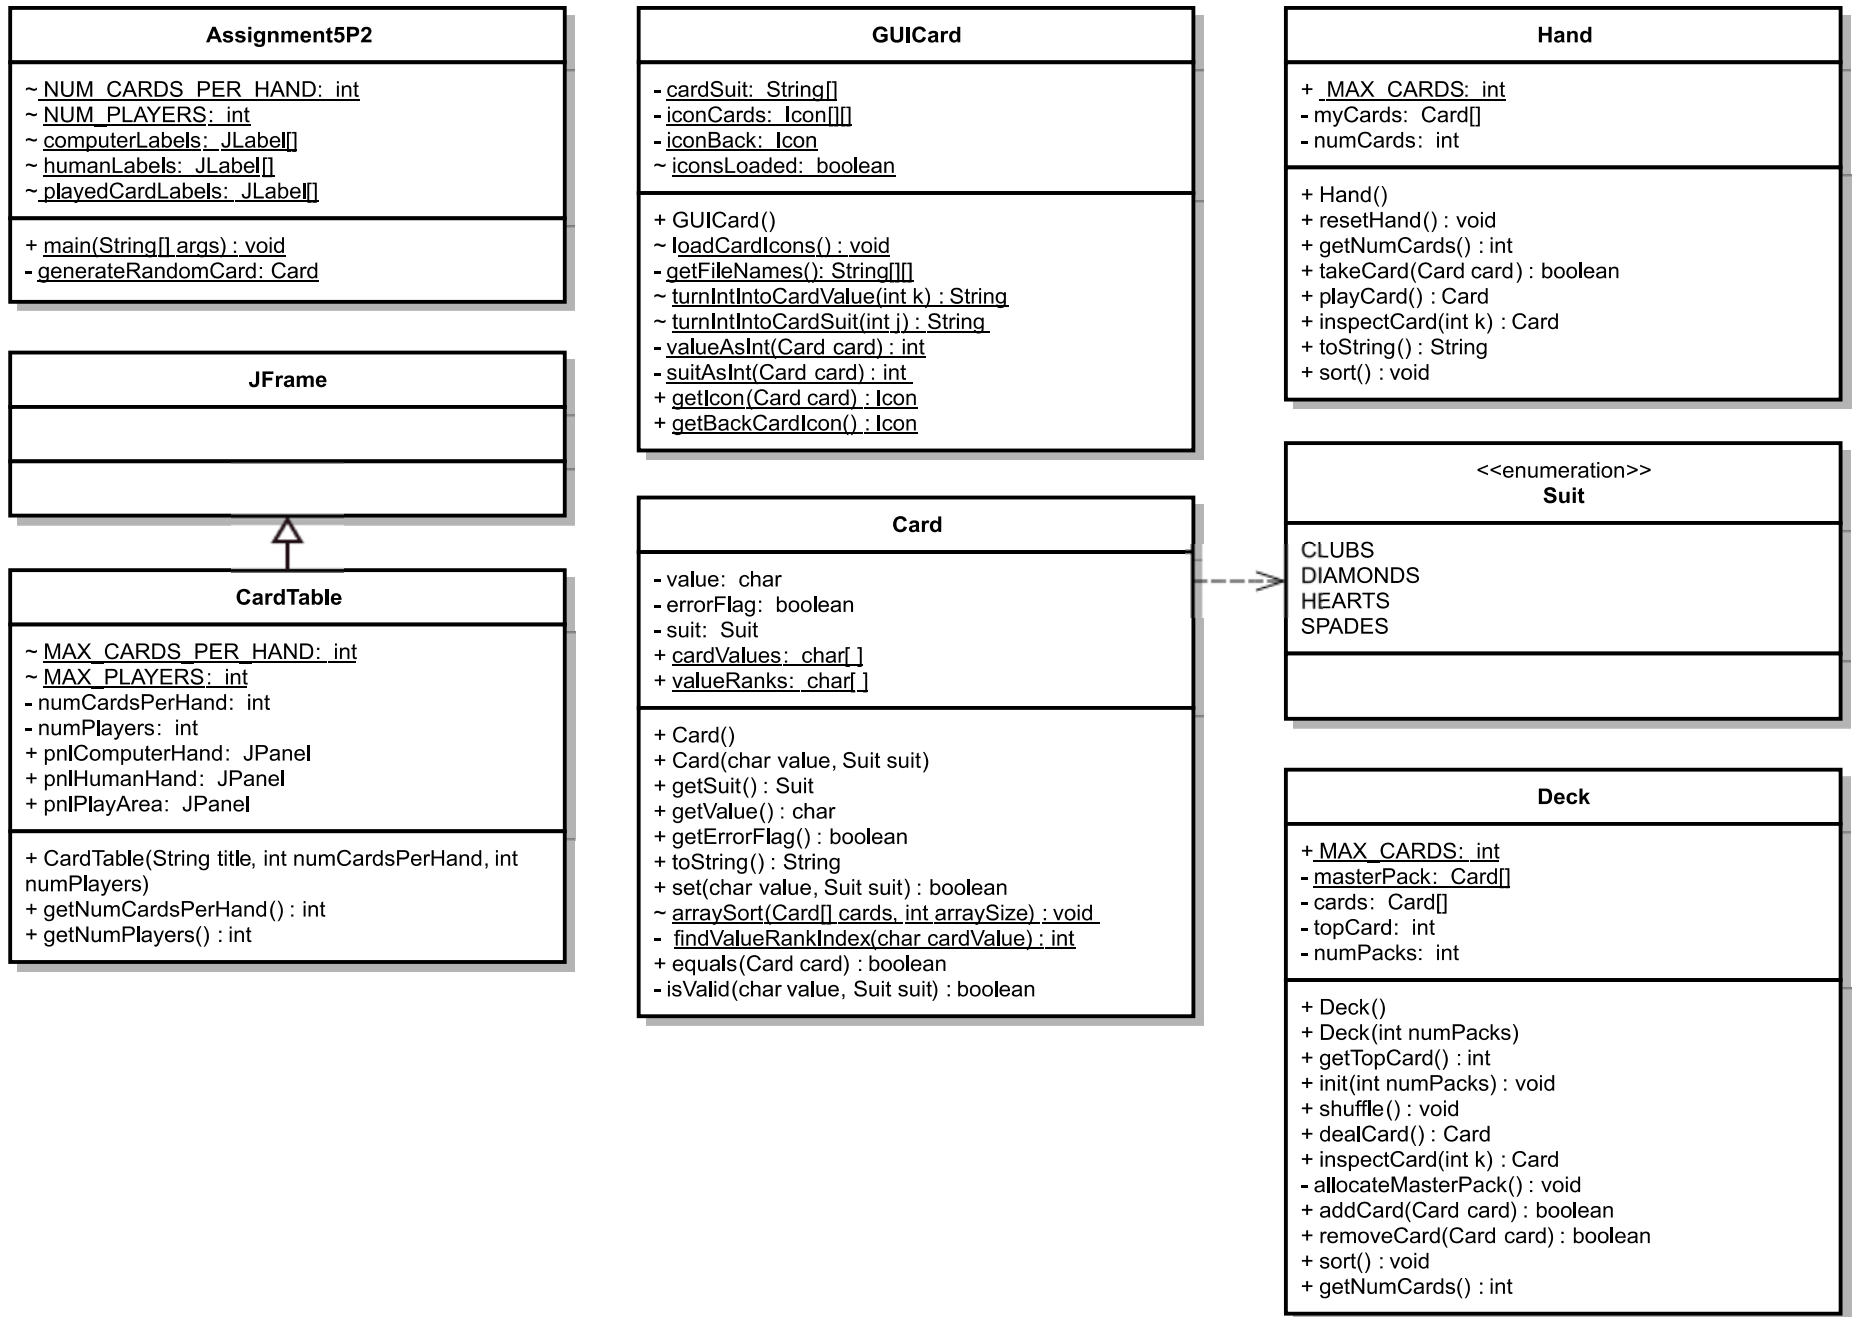 Assignment5P2
~ NUM_CARDS_PER_HAND: int
~ NUM_PLAYERS: int
~ computerLabels: JLabel[]
~ humanLabels: JLabel[]
~ playedCardLabels: JLabel[]
+ main(String[] args) : void
- generateRandomCard: Card
JFrame
CardTable
~ MAX_CARDS_PER_HAND: int
~ MAX_PLAYERS: int
- numCardsPerHand: int
- numPlayers: int
+ pnlComputerHand: JPanel
+ pnlHumanHand: JPanel
+ pnlPlayArea: JPanel
+ CardTable(String title, int numCardsPerHand, int
numPlayers)
+ getNumCardsPerHand() : int
+ getNumPlayers() : int
GUICard
- cardSuit: String[]
- iconCards: Icon[][]
- iconBack: Icon
~ iconsLoaded: boolean
+ GUICard()
~ loadCardIcons() : void
- getFileNames(): String[][]
~ turnIntIntoCardValue(int k) : String
~ turnIntIntoCardSuit(int j) : String
- valueAsInt(Card card) : int
- suitAsInt(Card card) : int
+ getIcon(Card card) : Icon
+ getBackCardIcon() : Icon
Card
- value: char
- errorFlag: boolean
- suit: Suit
+ cardValues: char[ ]
+ valueRanks: char[ ]
+ Card()
+ Card(char value, Suit suit)
+ getSuit() : Suit
+ getValue() : char
+ getErrorFlag() : boolean
+ toString() : String
+ set(char value, Suit suit) : boolean
~ arraySort(Card[] cards, int arraySize) : void
- findValueRankIndex(char cardValue) : int
+ equals(Card card) : boolean
- isValid(char value, Suit suit) : boolean
Hand
+ MAX_CARDS: int
- myCards: Card[]
- numCards: int
+ Hand()
+ resetHand() : void
+ getNumCards() : int
+ takeCard(Card card) : boolean
+ playCard() : Card
+ inspectCard(int k) : Card
+ toString() : String
+ sort() : void
<<enumeration>>
Suit
CLUBS
DIAMONDS
HEARTS
SPADES
Deck
+ MAX_CARDS: int
- masterPack: Card[]
- cards: Card[]
- topCard: int
- numPacks: int
+ Deck()
+ Deck(int numPacks)
+ getTopCard() : int
+ init(int numPacks) : void
+ shuffle() : void
+ dealCard() : Card
+ inspectCard(int k) : Card
- allocateMasterPack() : void
+ addCard(Card card) : boolean
+ removeCard(Card card) : boolean
+ sort() : void
+ getNumCards() : int